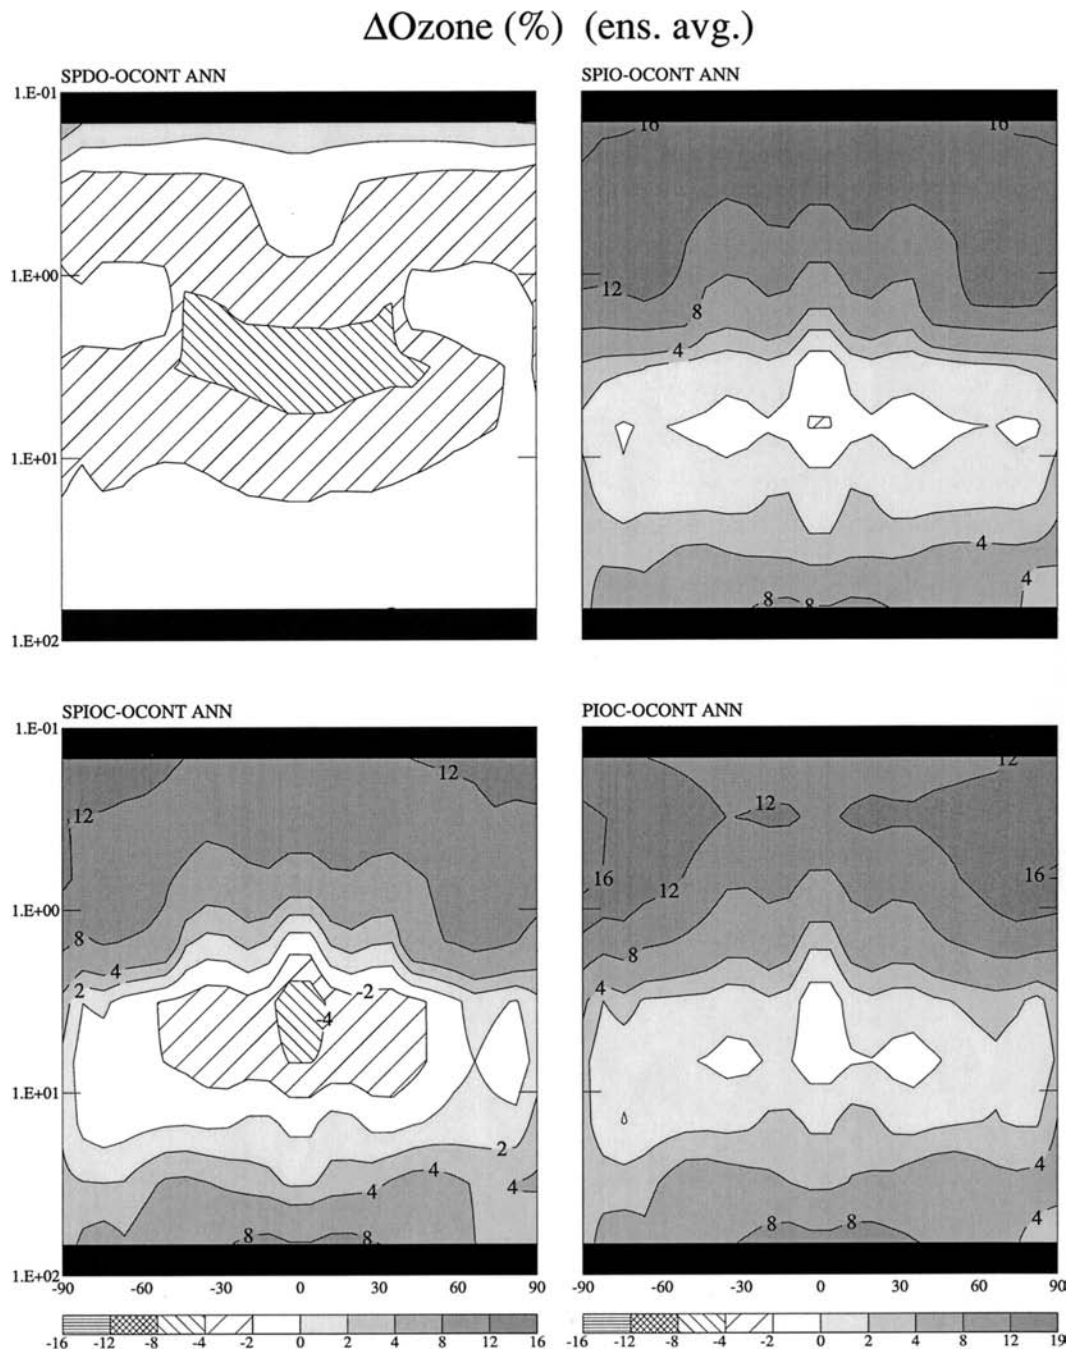 ΔOzone (%) (ens. avg.)
SPDO-OCONT ANN
SPIO-OCONT ANN
1.E-01
1.E+00
1.E+01
1.E+02
16
16
12
8
4
4
4
8
8
SPIOC-OCONT ANN
PIOC-OCONT ANN
1.E-01
1.E+00
1.E+01
1.E+02
12
12
8
4
2
-2
-4
2
4
4
4
8
8
12
12
16
16
12
8
4
4
4
8
8
-90 -60 -30 0 30 60 90
-90 -60 -30 0 30 60 90
-16 -12 -8 -4 -2 0 2 4 8 12 16
-16 -12 -8 -4 -2 0 2 4 8 12 19